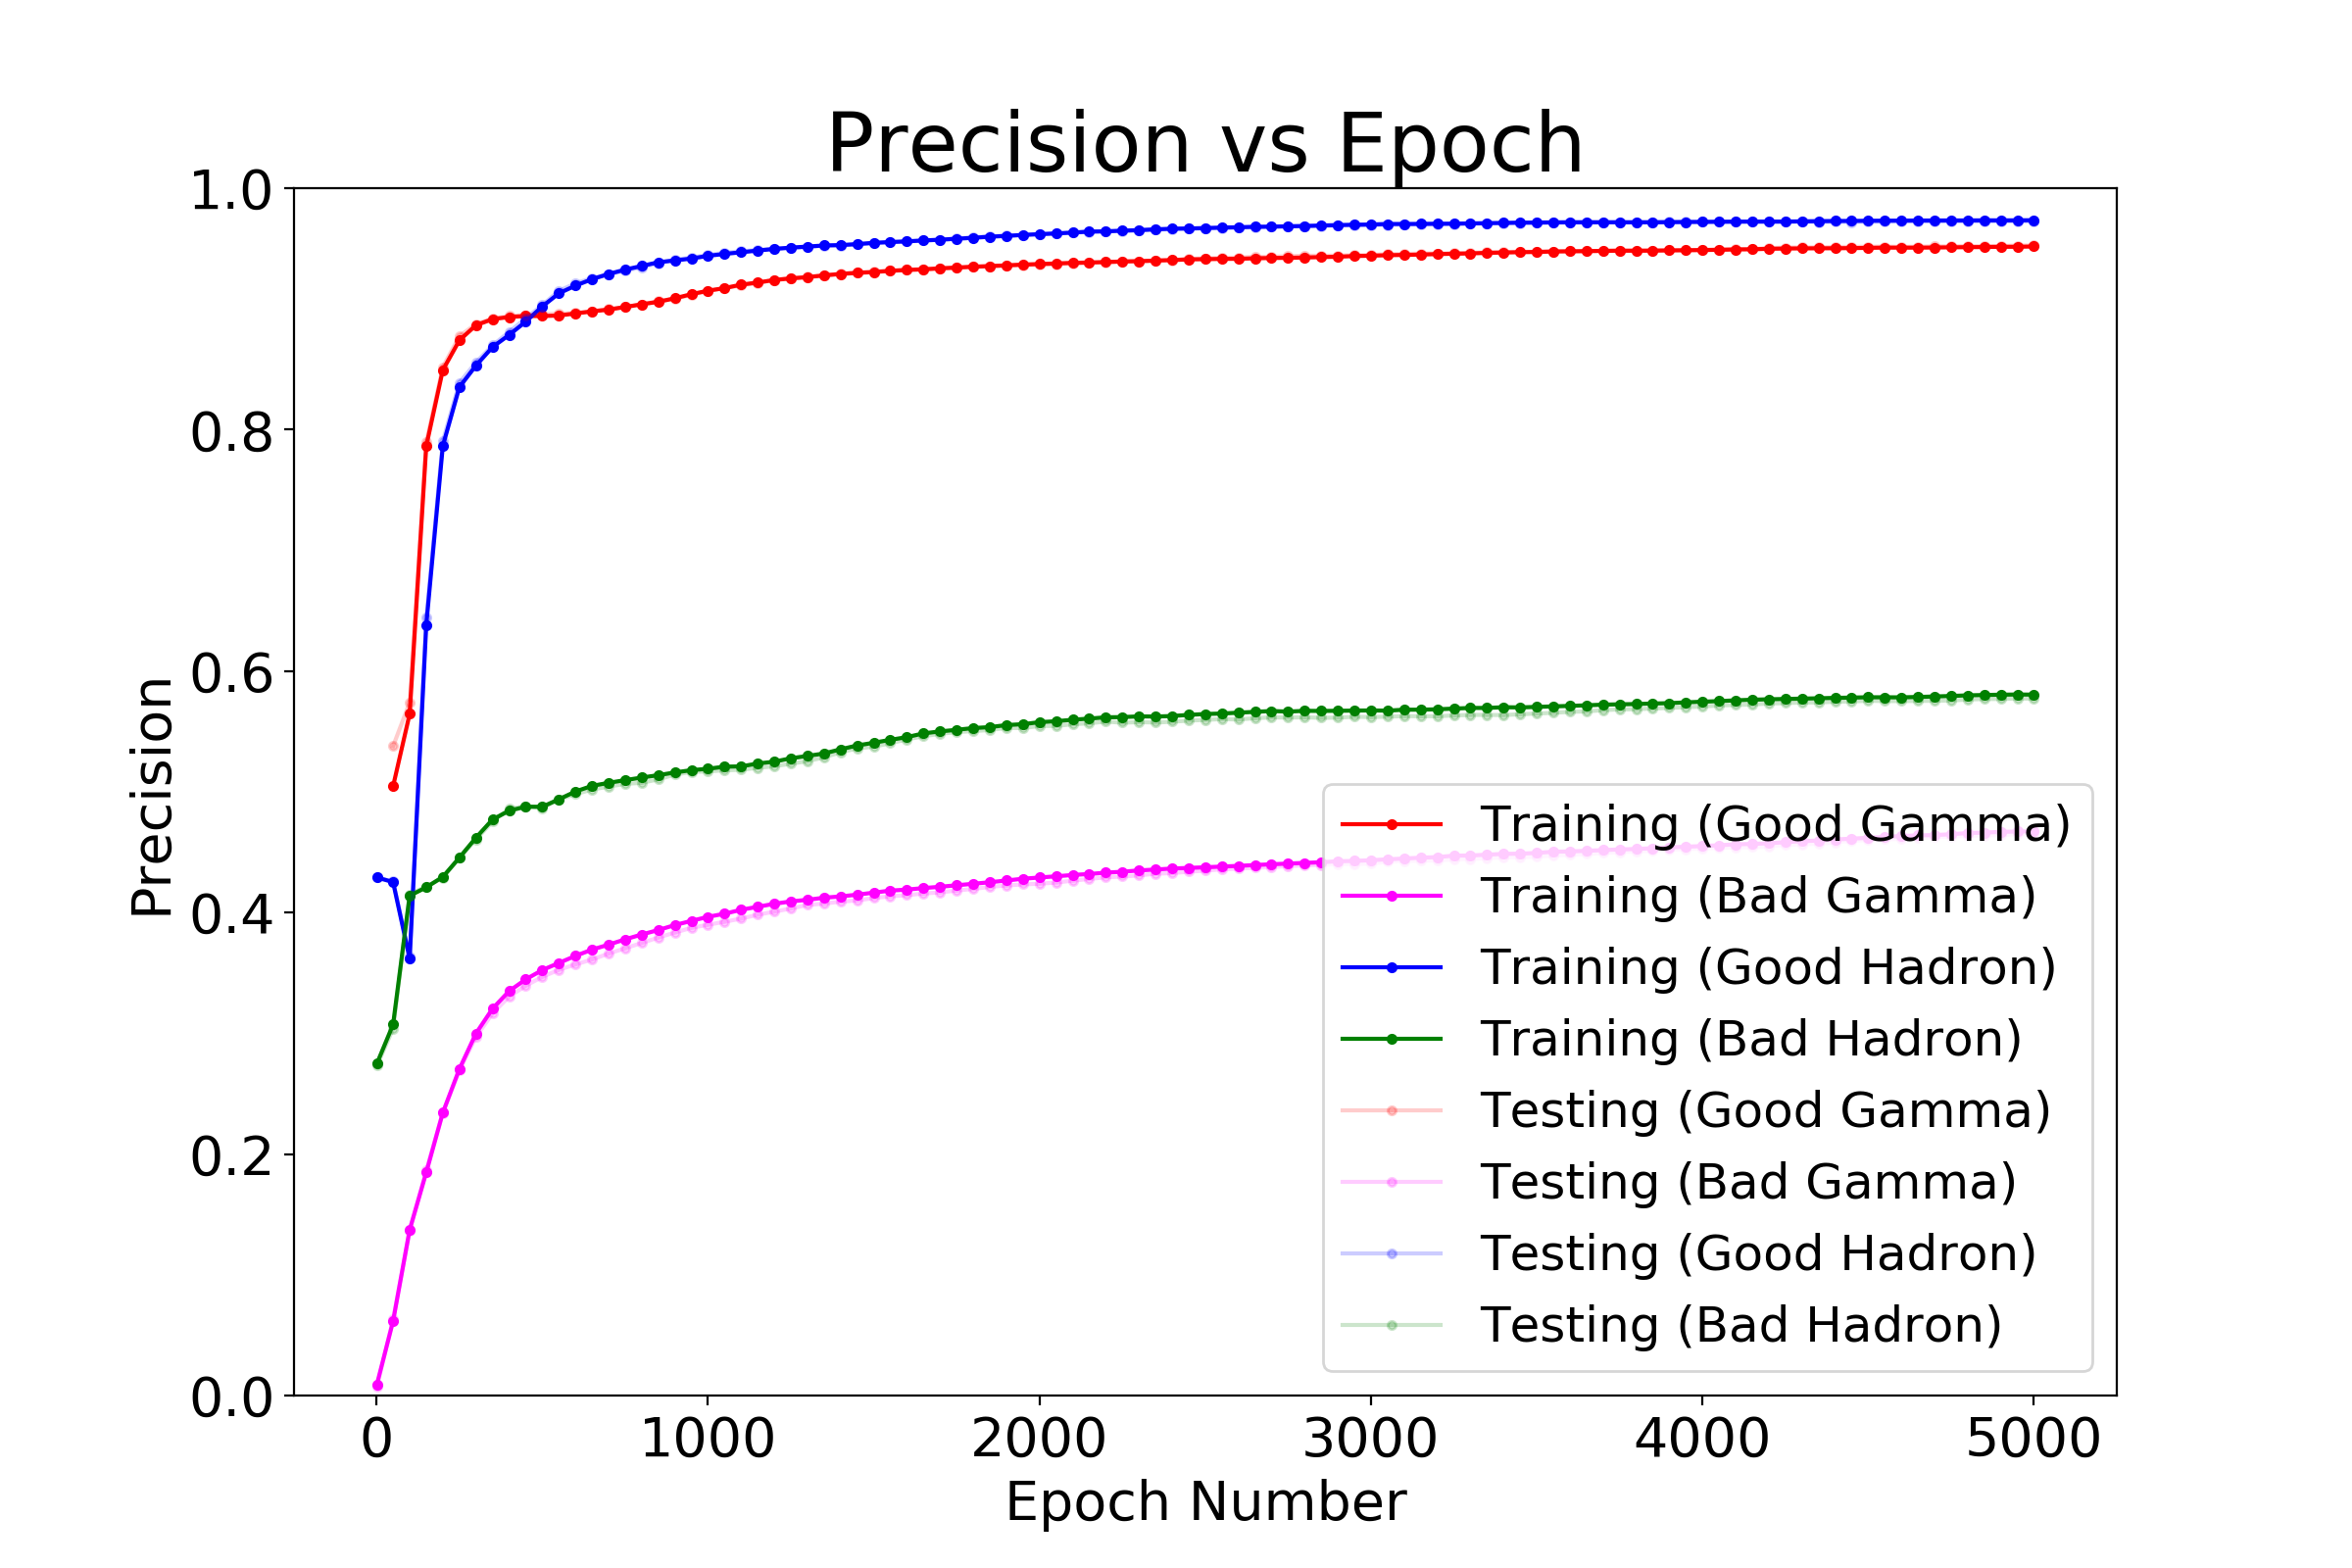 Precision vs Epoch
1.0
0.8
0.6
0.4
0.2
0.0
Precision
0
1000
2000
3000
4000
5000
Epoch Number
Training (Good Gamma)
Training (Bad Gamma)
Training (Good Hadron)
Training (Bad Hadron)
Testing (Good Gamma)
Testing (Bad Gamma)
Testing (Good Hadron)
Testing (Bad Hadron)